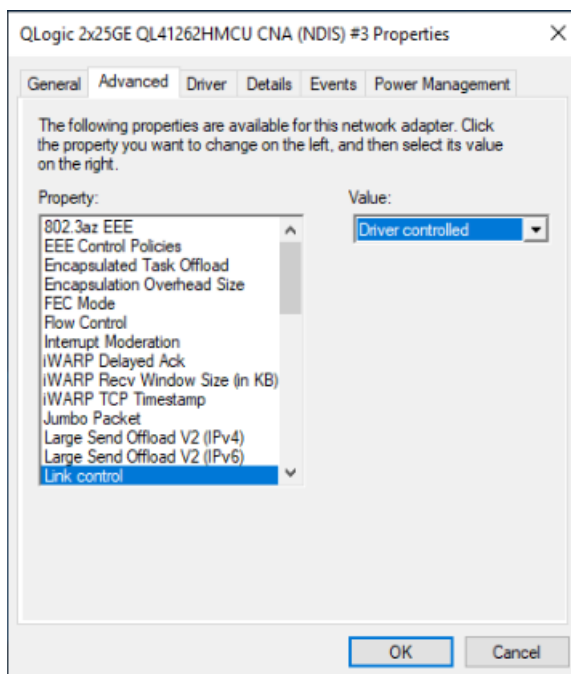 QLogic 2x25GE QL41262HMCU CNA (NDIS) #3 Properties
General Advanced Driver Details Events Power Management
The following properties are available for this network adapter. Click
the property you want to change on the left, and then select its value
on the right.
Property: Value:
802.3az EEE Driver controlled
EEE Control Policies
Encapsulated Task Offload
Encapsulation Overhead Size
FEC Mode
Flow Control
Interrupt Moderation
iWARP Delayed Ack
iWARP Recv Window Size (in KB)
iWARP TCP Timestamp
Jumbo Packet
Large Send Offload V2 (IPv4)
Large Send Offload V2 (IPv6)
Link control
OK Cancel